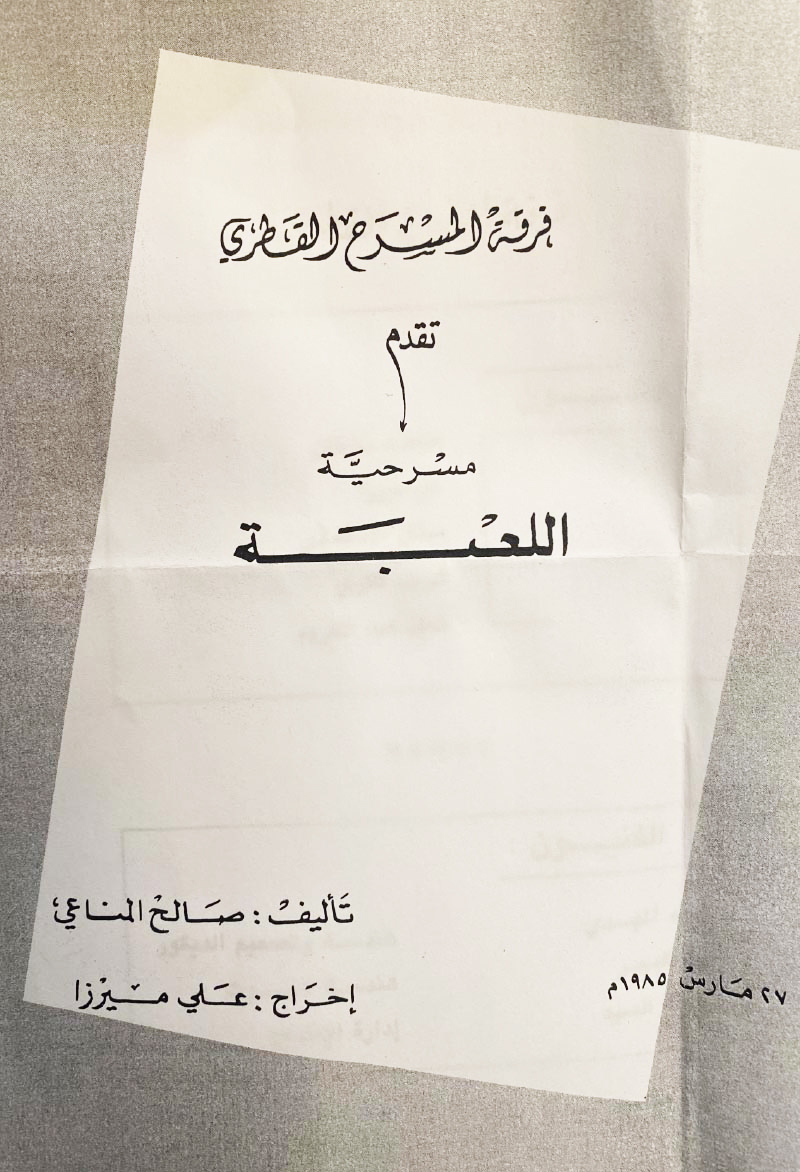 فرقة المسرح القطري
تقدم
مسرحية
اللعبة
تأليف : صالح المناعي
إخراج : علي ميرزا
٢٧ مارس ١٩٨٥م